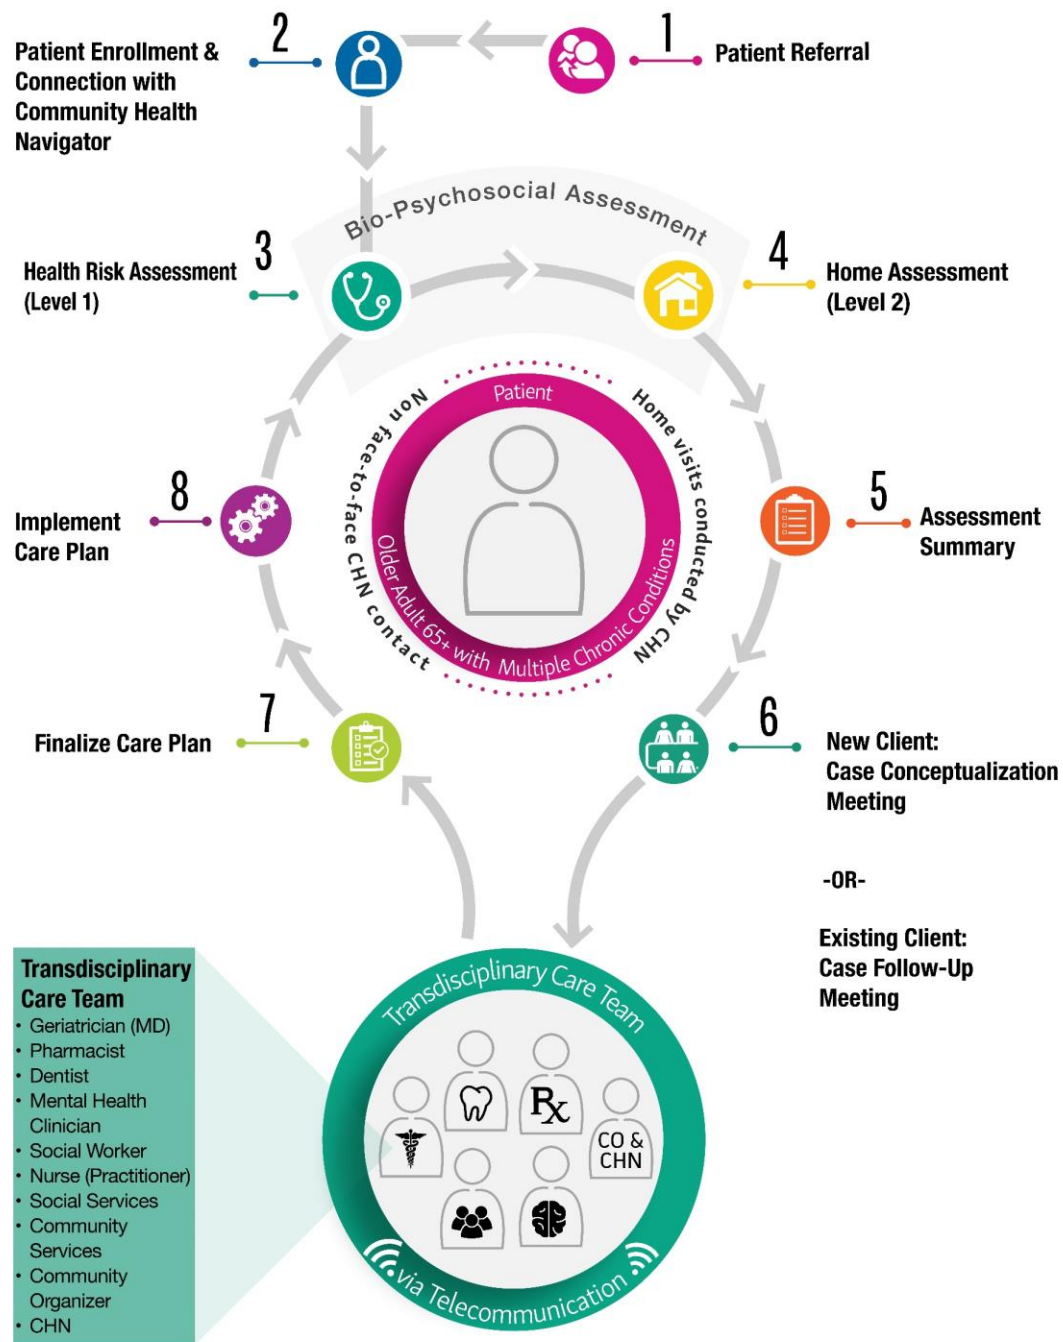 1
Patient Referral
2
Patient Enrollment &
Connection with
Community Health
Navigator
Bio-Psychosocial Assessment
3
Health Risk Assessment
(Level 1)
4
Home Assessment
(Level 2)
Patient
Older Adult 65+ with Multiple Chronic Conditions
Non face-to-face CHN contact
Home visits conducted by CHN
5
Assessment
Summary
6
New Client:
Case Conceptualization
Meeting
-OR-
Existing Client:
Case Follow-Up
Meeting
7
Finalize Care Plan
8
Implement
Care Plan
Transdisciplinary Care Team
Rx
CO &
CHN
via Telecommunication
Transdisciplinary
Care Team
• Geriatrician (MD)
• Pharmacist
• Dentist
• Mental Health
Clinician
• Social Worker
• Nurse (Practitioner)
• Social Services
• Community
Services
• Community
Organizer
• CHN